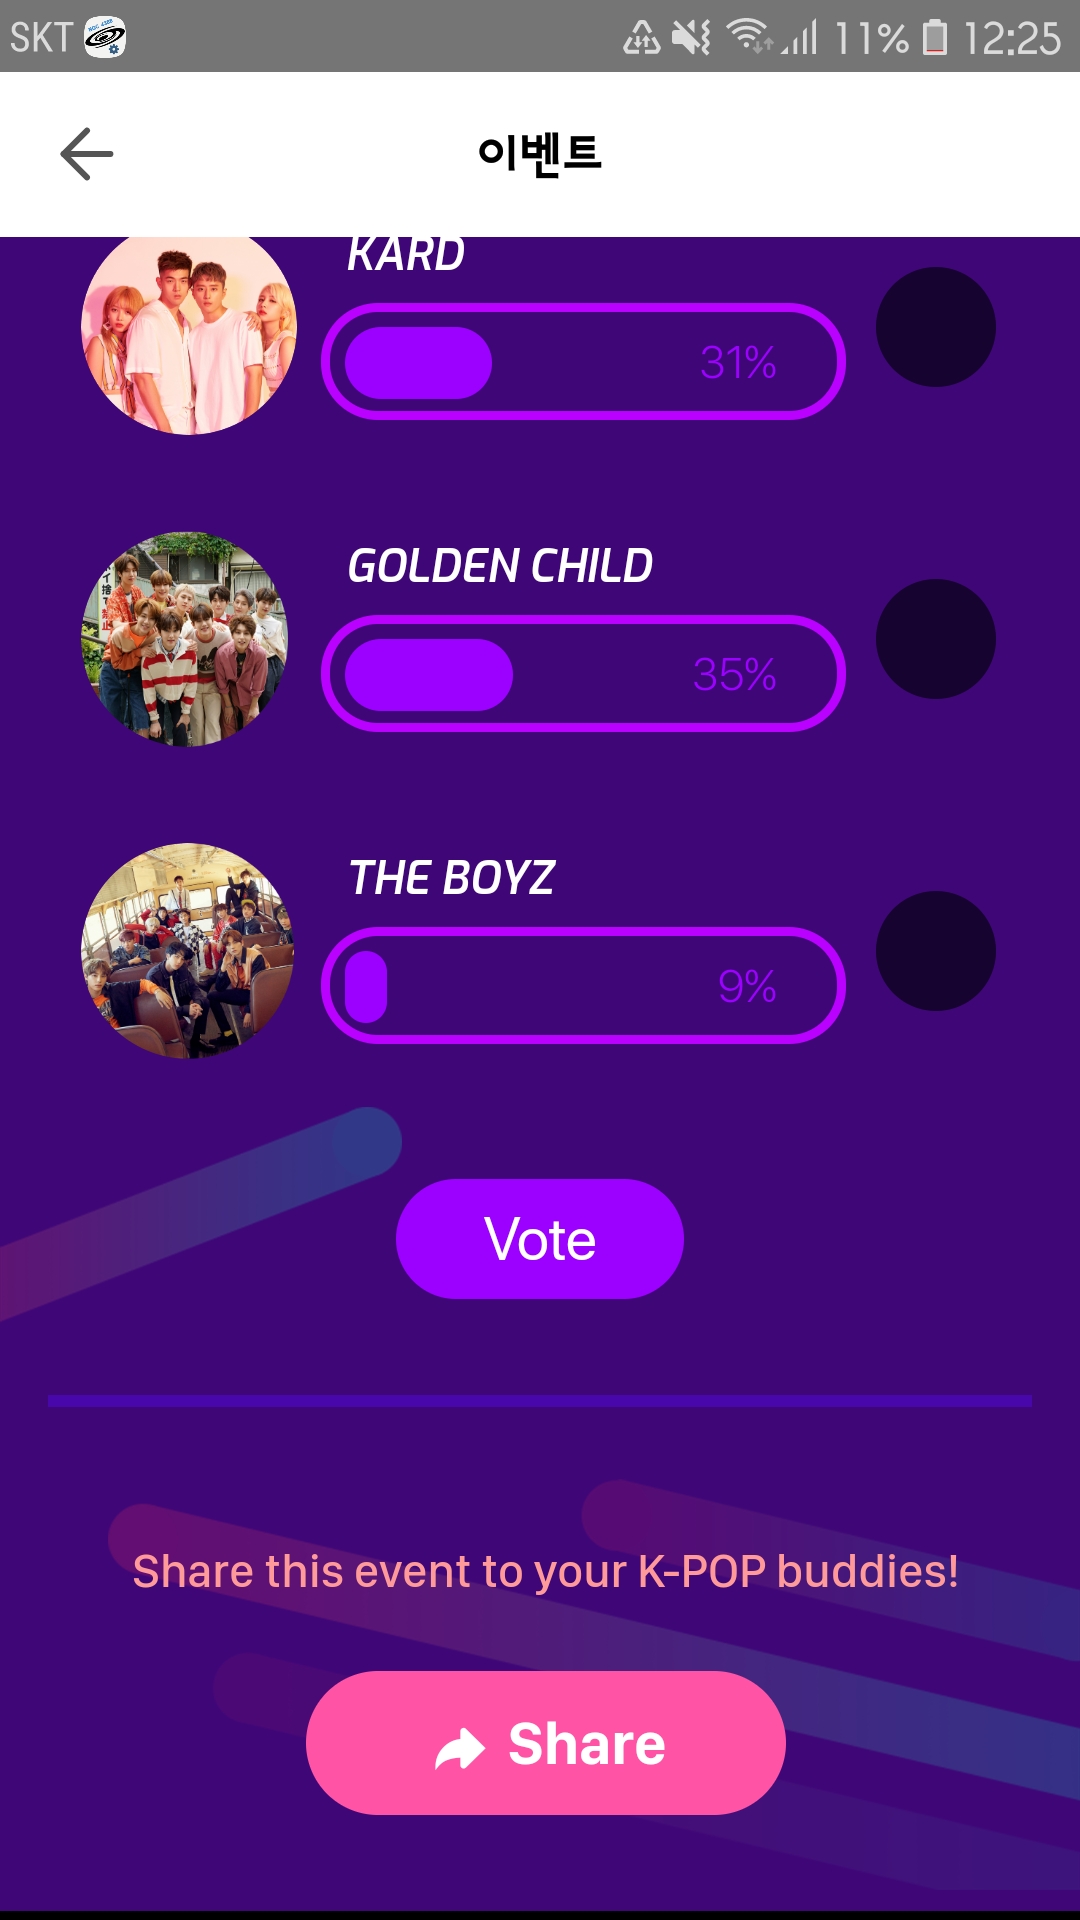 SKT 11% 12:25
이벤트
KARD
31%
GOLDEN CHILD
35%
THE BOYZ
9%
Vote
Share this event to your K-POP buddies!
Share